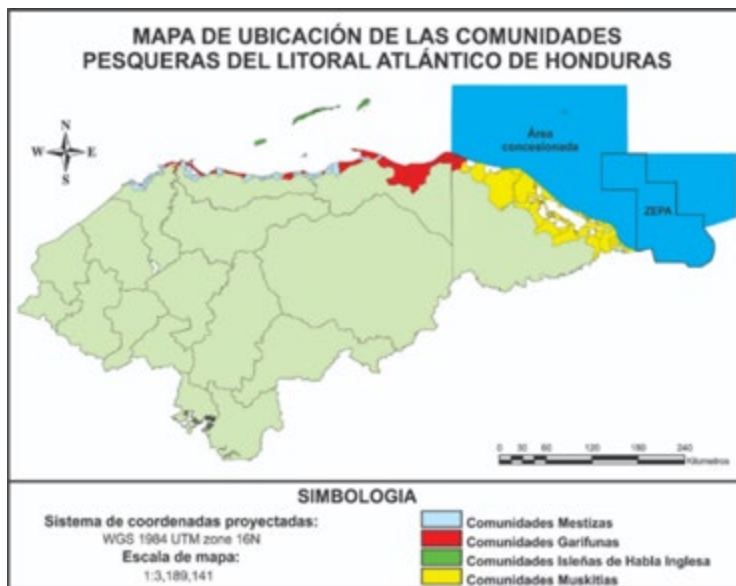 MAPA DE UBICACIÓN DE LAS COMUNIDADES
PESQUERAS DEL LITORAL ATLÁNTICO DE HONDURAS
N
W E
S
Área
concesioneda
ZEPA
0 30 60 120 180 240
Kilometros
SIMBOLOGIA
Sistema de coordenadas proyectadas:
WGS 1984 UTM zone 16N
Escala de mapa:
1:3,189,141
Comunidades Mestizas
Comunidades Garifunas
Comunidades Isleñas de Habla Inglesa
Comunidades Muskitias